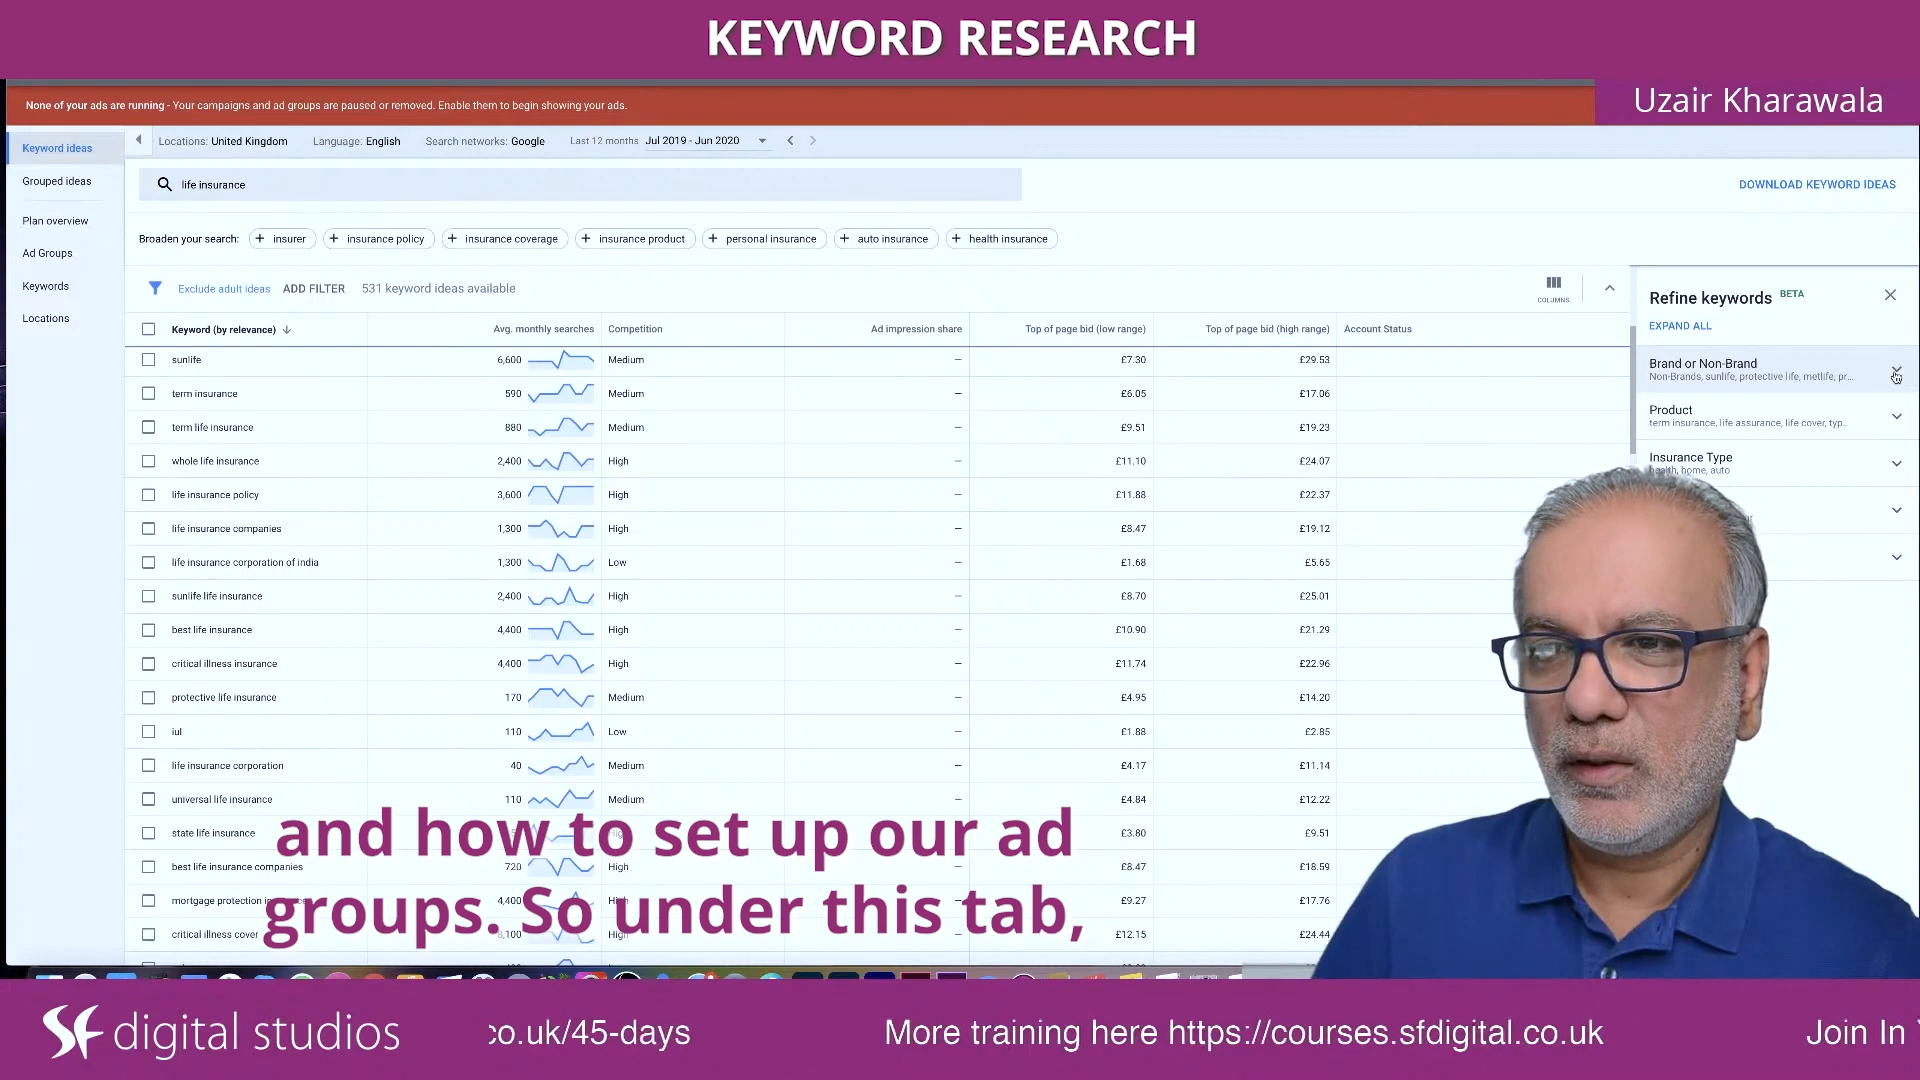 KEYWORD RESEARCH
Uzair Kharawala
None of your ads are running - Your campaigns and ad groups are paused or removed. Enable them to begin showing your ads.
Keyword ideas
Grouped ideas
Plan overview
Ad Groups
Keywords
Locations
Locations: United Kingdom Language: English Search networks: Google Last 12 months Jul 2019 - Jun 2020
life insurance
DOWNLOAD KEYWORD IDEAS
Broaden your search: + insurer + insurance policy + insurance coverage + insurance product + personal insurance + auto insurance + health insurance
Exclude adult ideas ADD FILTER 531 keyword ideas available
COLUMNS
Keyword (by relevance) Avg. monthly searches Competition Ad impression share Top of page bid (low range) Top of page bid (high range) Account Status
sunlife 6,600 Medium – £7.30 £29.53
term insurance 590 Medium – £6.05 £17.06
term life insurance 880 Medium – £9.51 £19.23
whole life insurance 2,400 High – £11.10 £24.07
life insurance policy 3,600 High – £11.88 £22.37
life insurance companies 1,300 High – £8.47 £19.12
life insurance corporation of india 1,300 Low – £1.68 £5.65
sunlife life insurance 2,400 High – £8.70 £25.01
best life insurance 4,400 High – £10.90 £21.29
critical illness insurance 4,400 High – £11.74 £22.96
protective life insurance 170 Medium – £4.95 £14.20
iul 110 Low – £1.88 £2.85
life insurance corporation 40 Medium – £4.17 £11.14
universal life insurance 110 Medium – £4.84 £12.22
state life insurance – £3.80 £9.51
best life insurance companies 720 High – £8.47 £18.59
mortgage protection 4,400 High – £9.27 £17.76
critical illness cover 8,100 High – £12.15 £24.44
Refine keywords BETA
EXPAND ALL
Brand or Non-Brand
Non-Brands, sunlife, protective life, metlife, pr...
Product
term insurance, life assurance, life cover, typ...
Insurance Type
health, home, auto
and how to set up our ad
groups. So under this tab,
SF digital studios
co.uk/45-days
More training here https://courses.sfdigital.co.uk
Join In